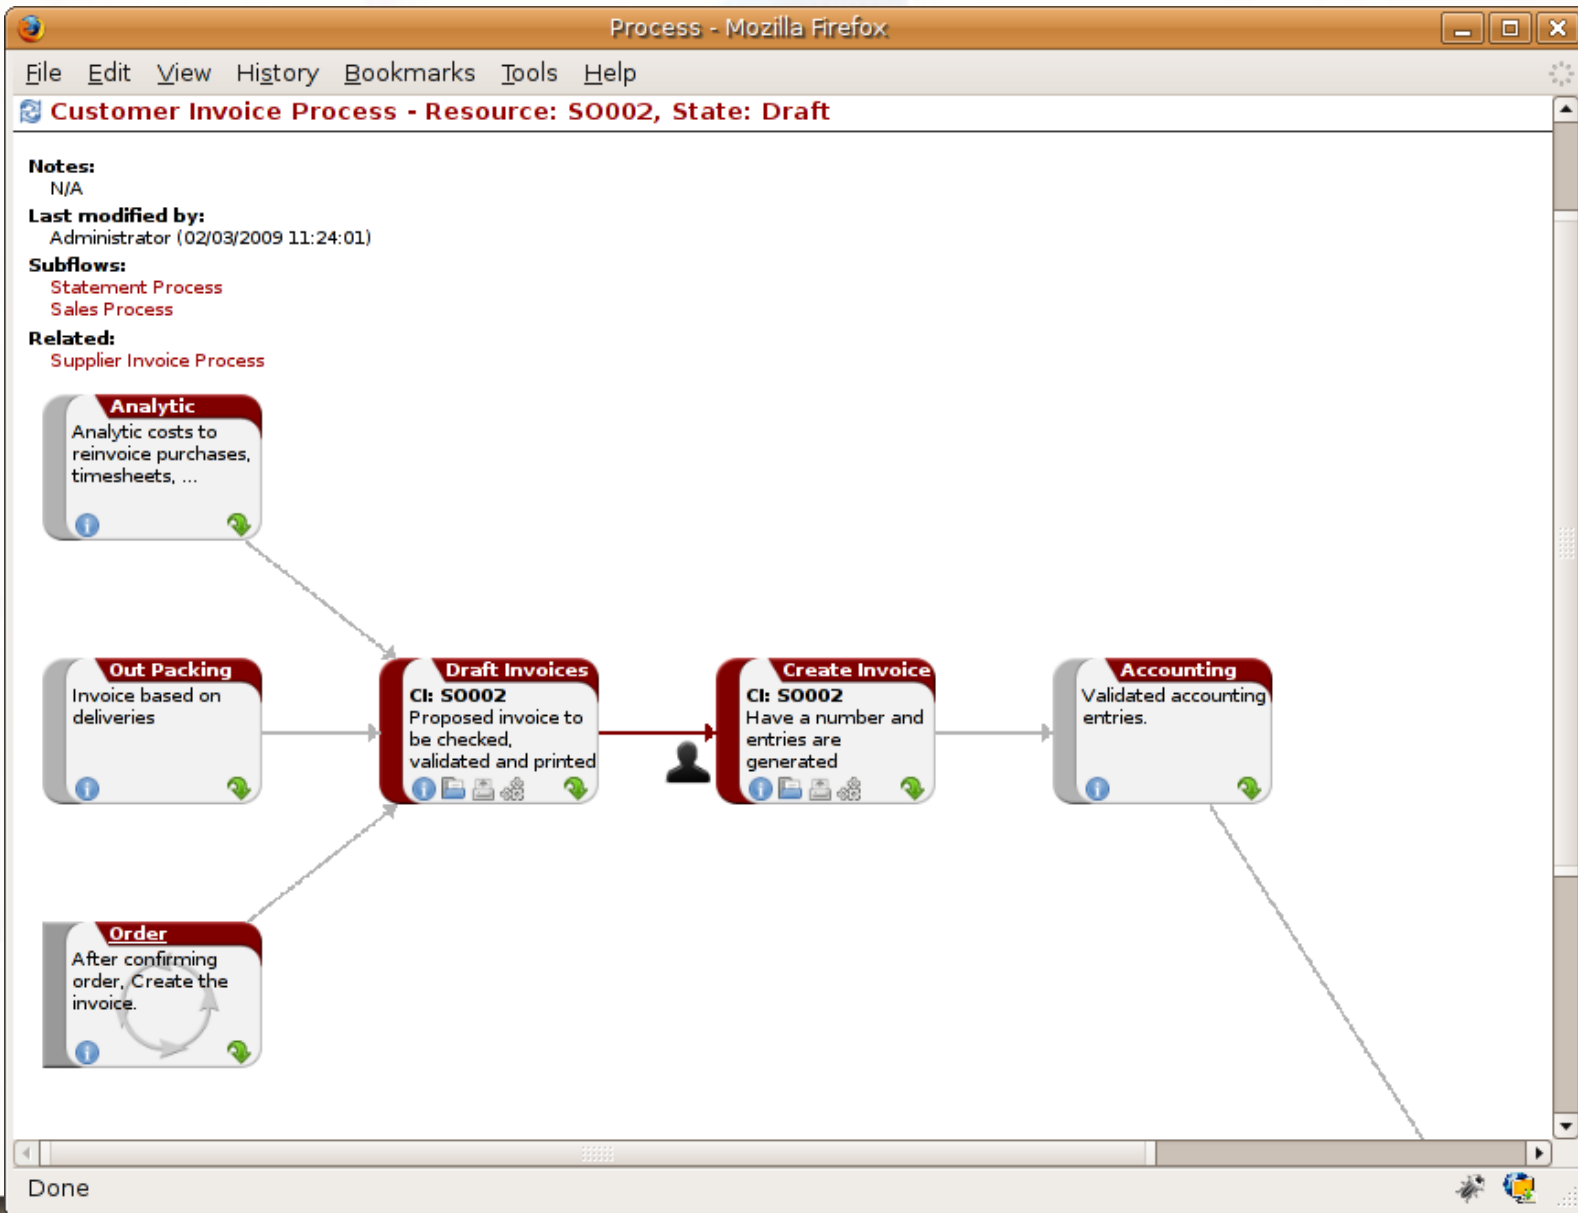 Process - Mozilla Firefox
File Edit View History Bookmarks Tools Help
Customer Invoice Process - Resource: SO002, State: Draft
Notes:
N/A
Last modified by:
Administrator (02/03/2009 11:24:01)
Subflows:
Statement Process
Sales Process
Related:
Supplier Invoice Process
Analytic
Analytic costs to
reinvoice purchases,
timesheets, ...
Out Packing
Invoice based on
deliveries
Draft Invoices
CI: SO002
Proposed invoice to
be checked,
validated and printed
Create Invoice
CI: SO002
Have a number and
entries are
generated
Accounting
Validated accounting
entries.
Order
After confirming
order, Create the
invoice.
Done